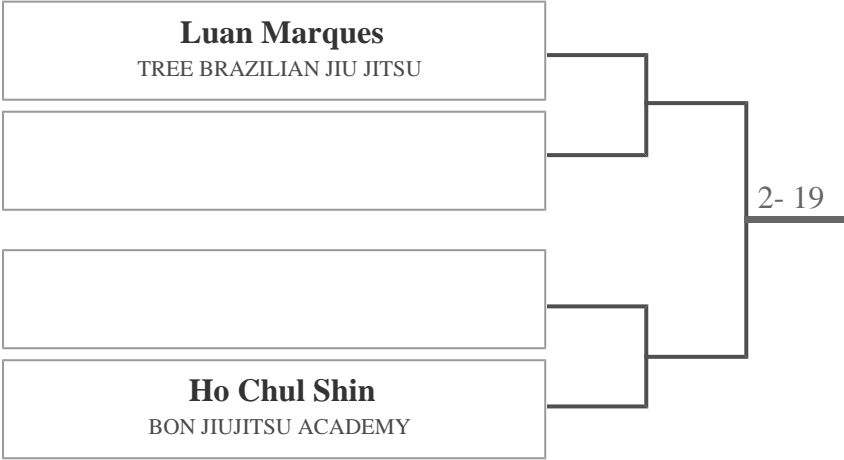 Luan Marques
TREE BRAZILIAN JIU JITSU
2- 19
Ho Chul Shin
BON JIUJITSU ACADEMY